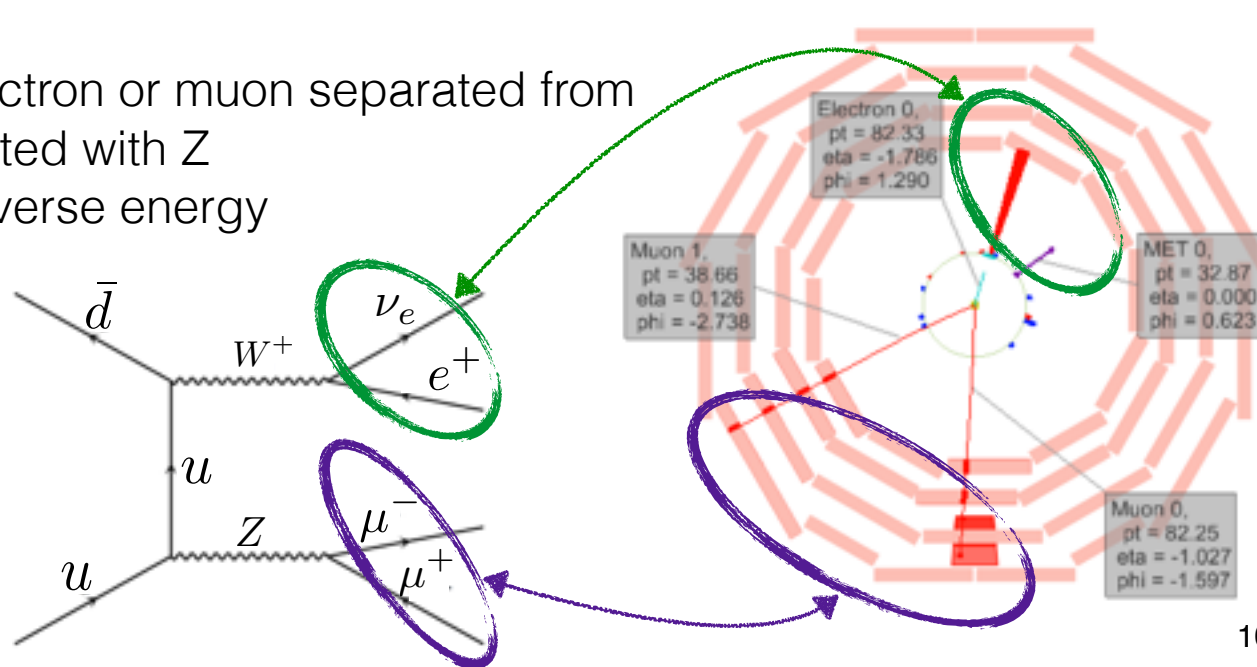 ctron or muon separated from
ted with Z
verse energy
Electron 0,
pt = 82.33
eta = -1.786
phi = 1.290
Muon 1,
pt = 38.66
eta = 0.126
phi = -2.738
MET 0,
pt = 32.87
eta = 0.000
phi = 0.623
d̄
W⁺
νₑ
e⁺
u
Z
μ⁻
μ⁺
u
Muon 0,
pt = 82.25
eta = -1.027
phi = -1.597